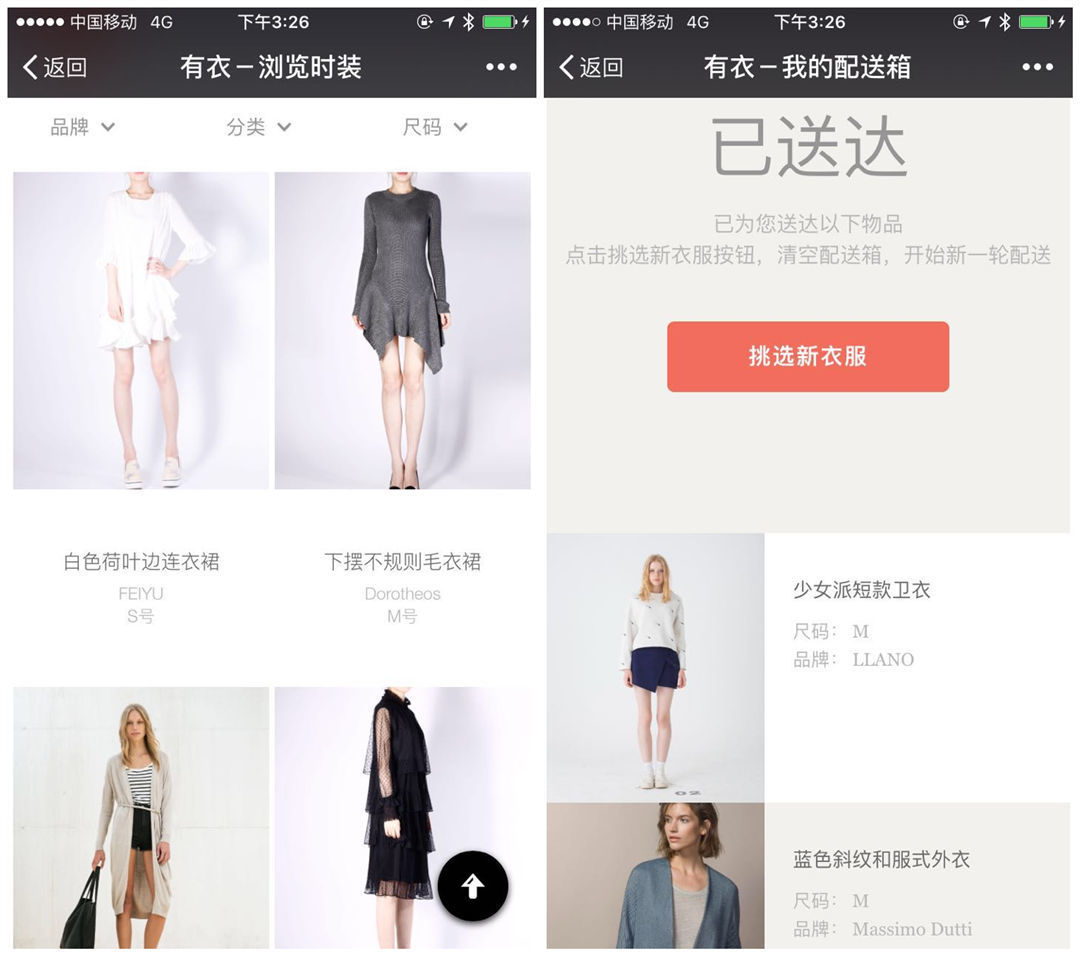 中国移动 4G 下午3:26
返回 有衣－浏览时装
品牌 分类 尺码
白色荷叶边连衣裙
FEIYU
S号
下摆不规则毛衣裙
Dorotheos
M号
中国移动 4G 下午3:26
返回 有衣－我的配送箱
已送达
已为您送达以下物品
点击挑选新衣服按钮，清空配送箱，开始新一轮配送
挑选新衣服
少女派短款卫衣
尺码： M
品牌： LLANO
02
蓝色斜纹和服式外衣
尺码： M
品牌： Massimo Dutti